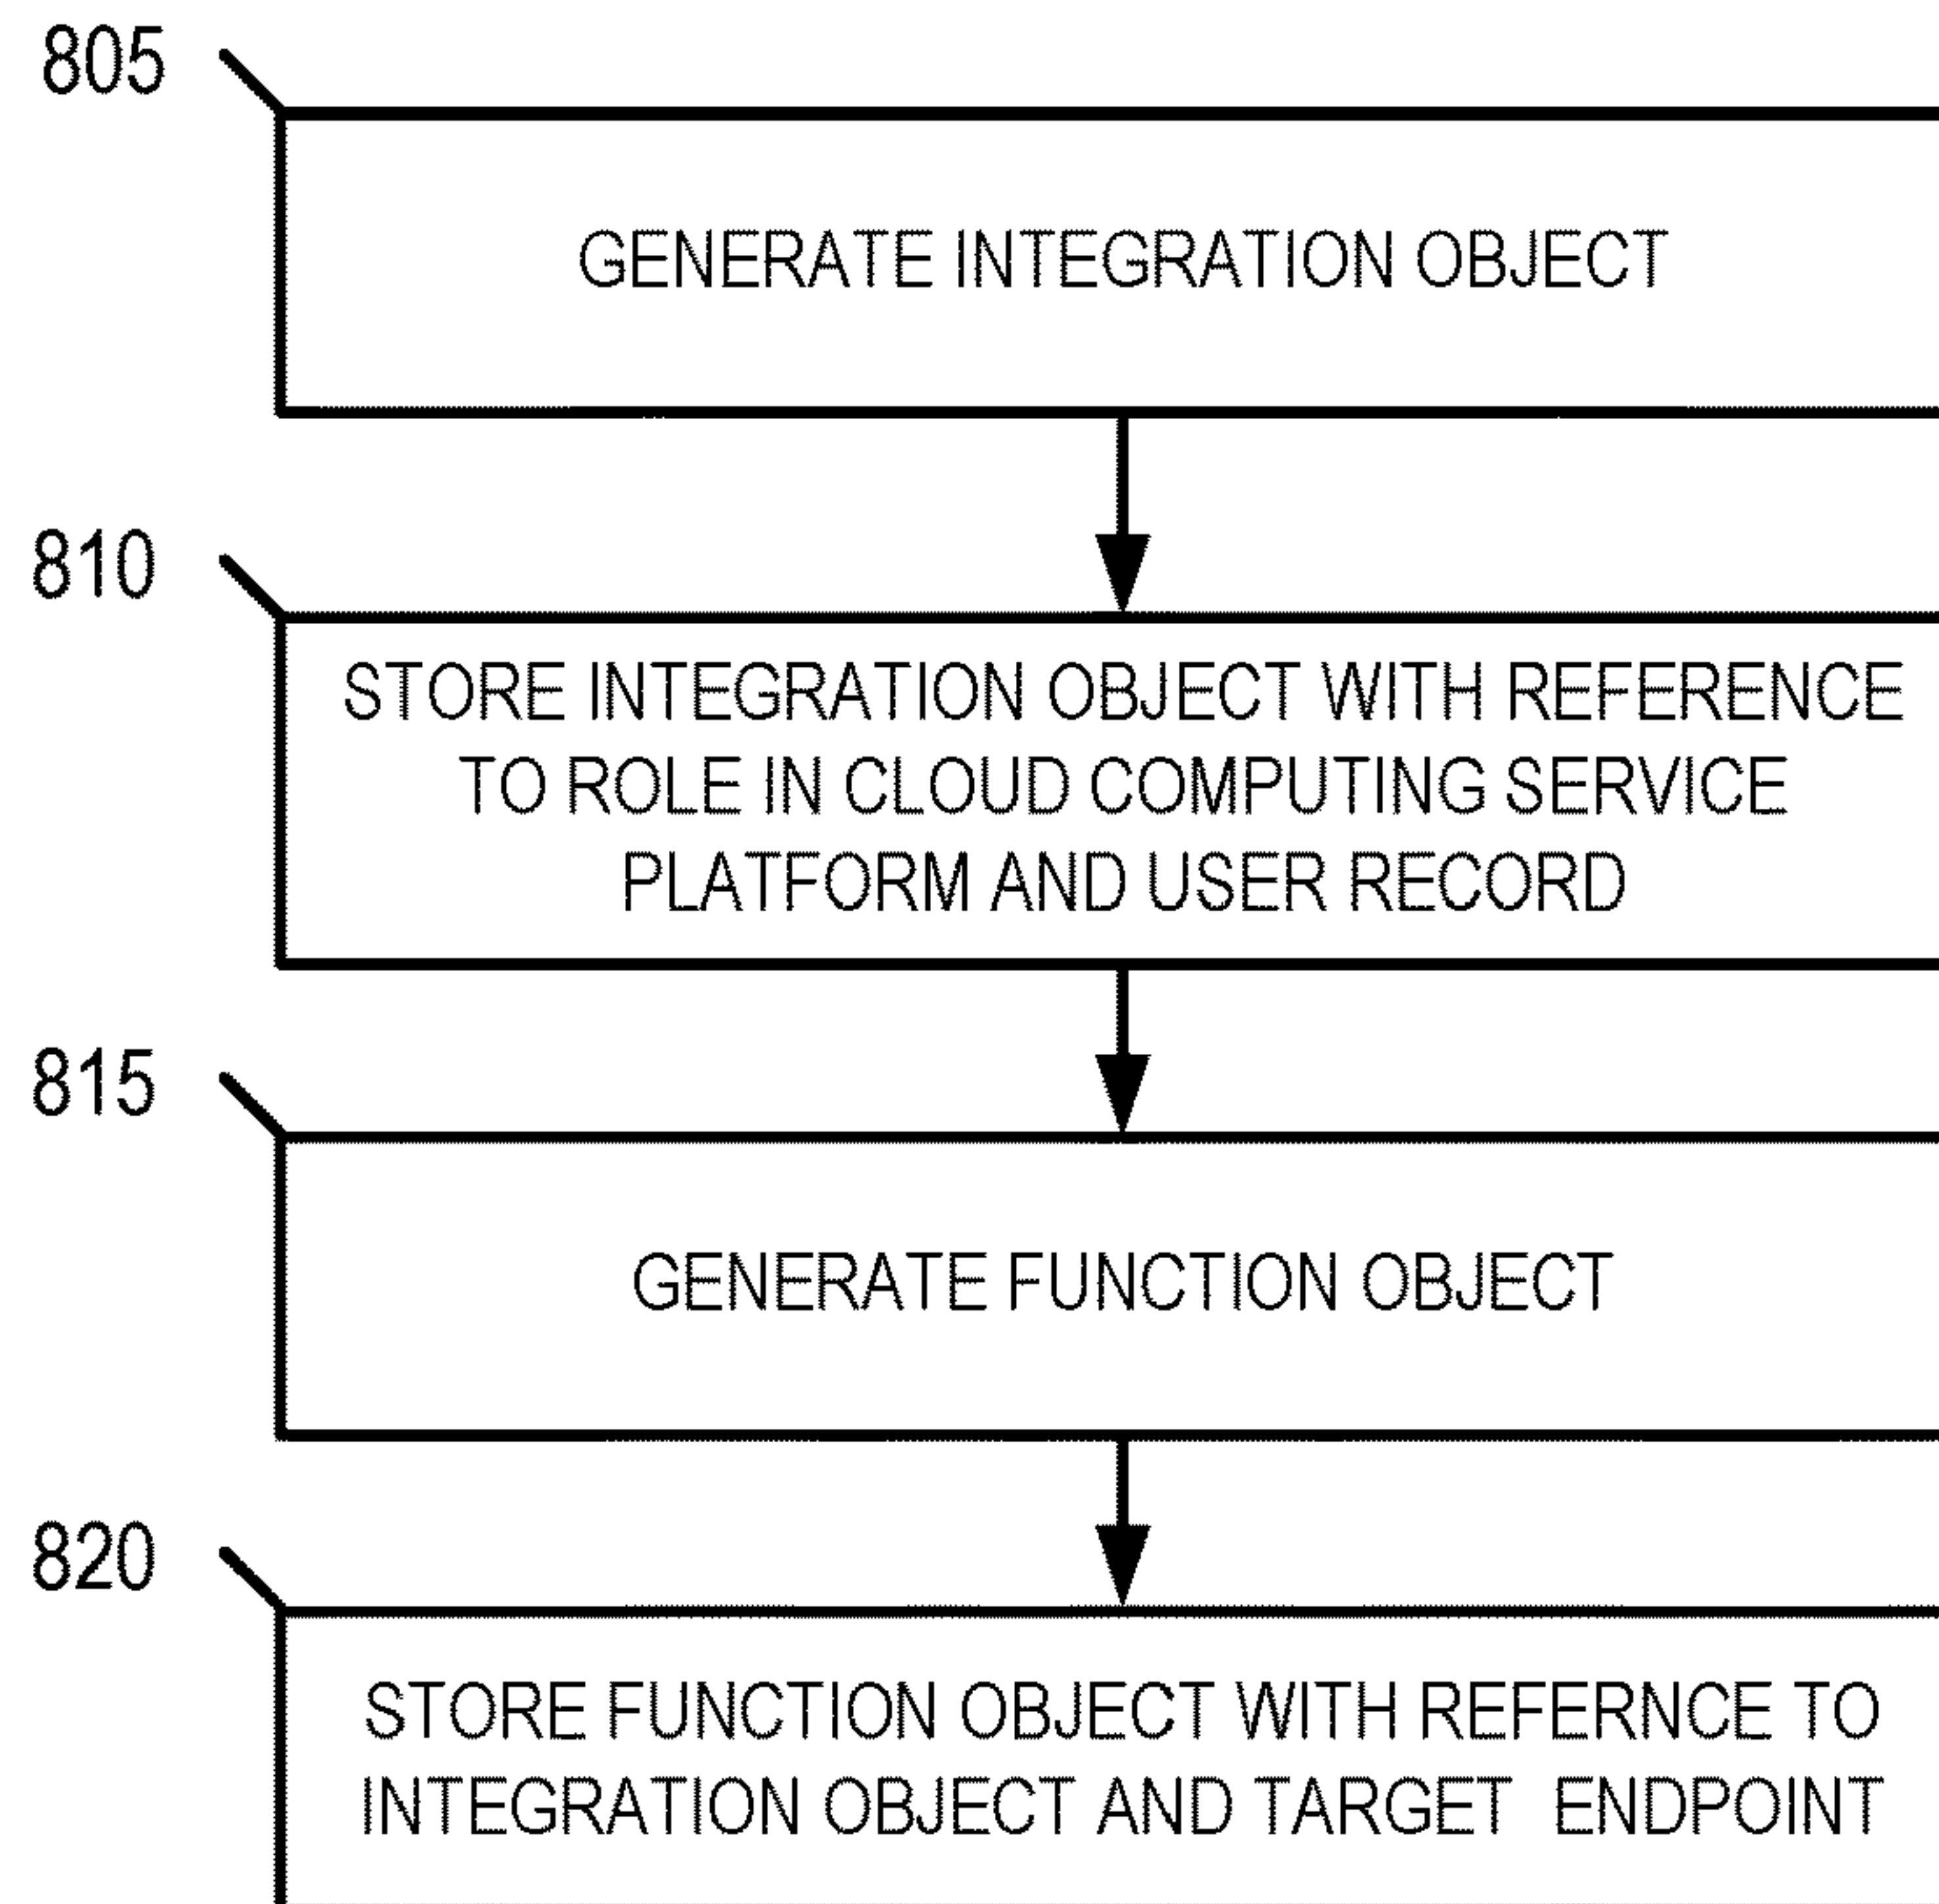 805
GENERATE INTEGRATION OBJECT
810
STORE INTEGRATION OBJECT WITH REFERENCE
TO ROLE IN CLOUD COMPUTING SERVICE
PLATFORM AND USER RECORD
815
GENERATE FUNCTION OBJECT
820
STORE FUNCTION OBJECT WITH REFERNCE TO
INTEGRATION OBJECT AND TARGET ENDPOINT